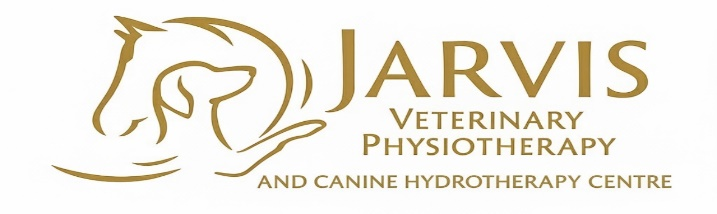 JARVIS
VETERINARY
PHYSIOTHERAPY
AND CANINE HYDROTHERAPY CENTRE